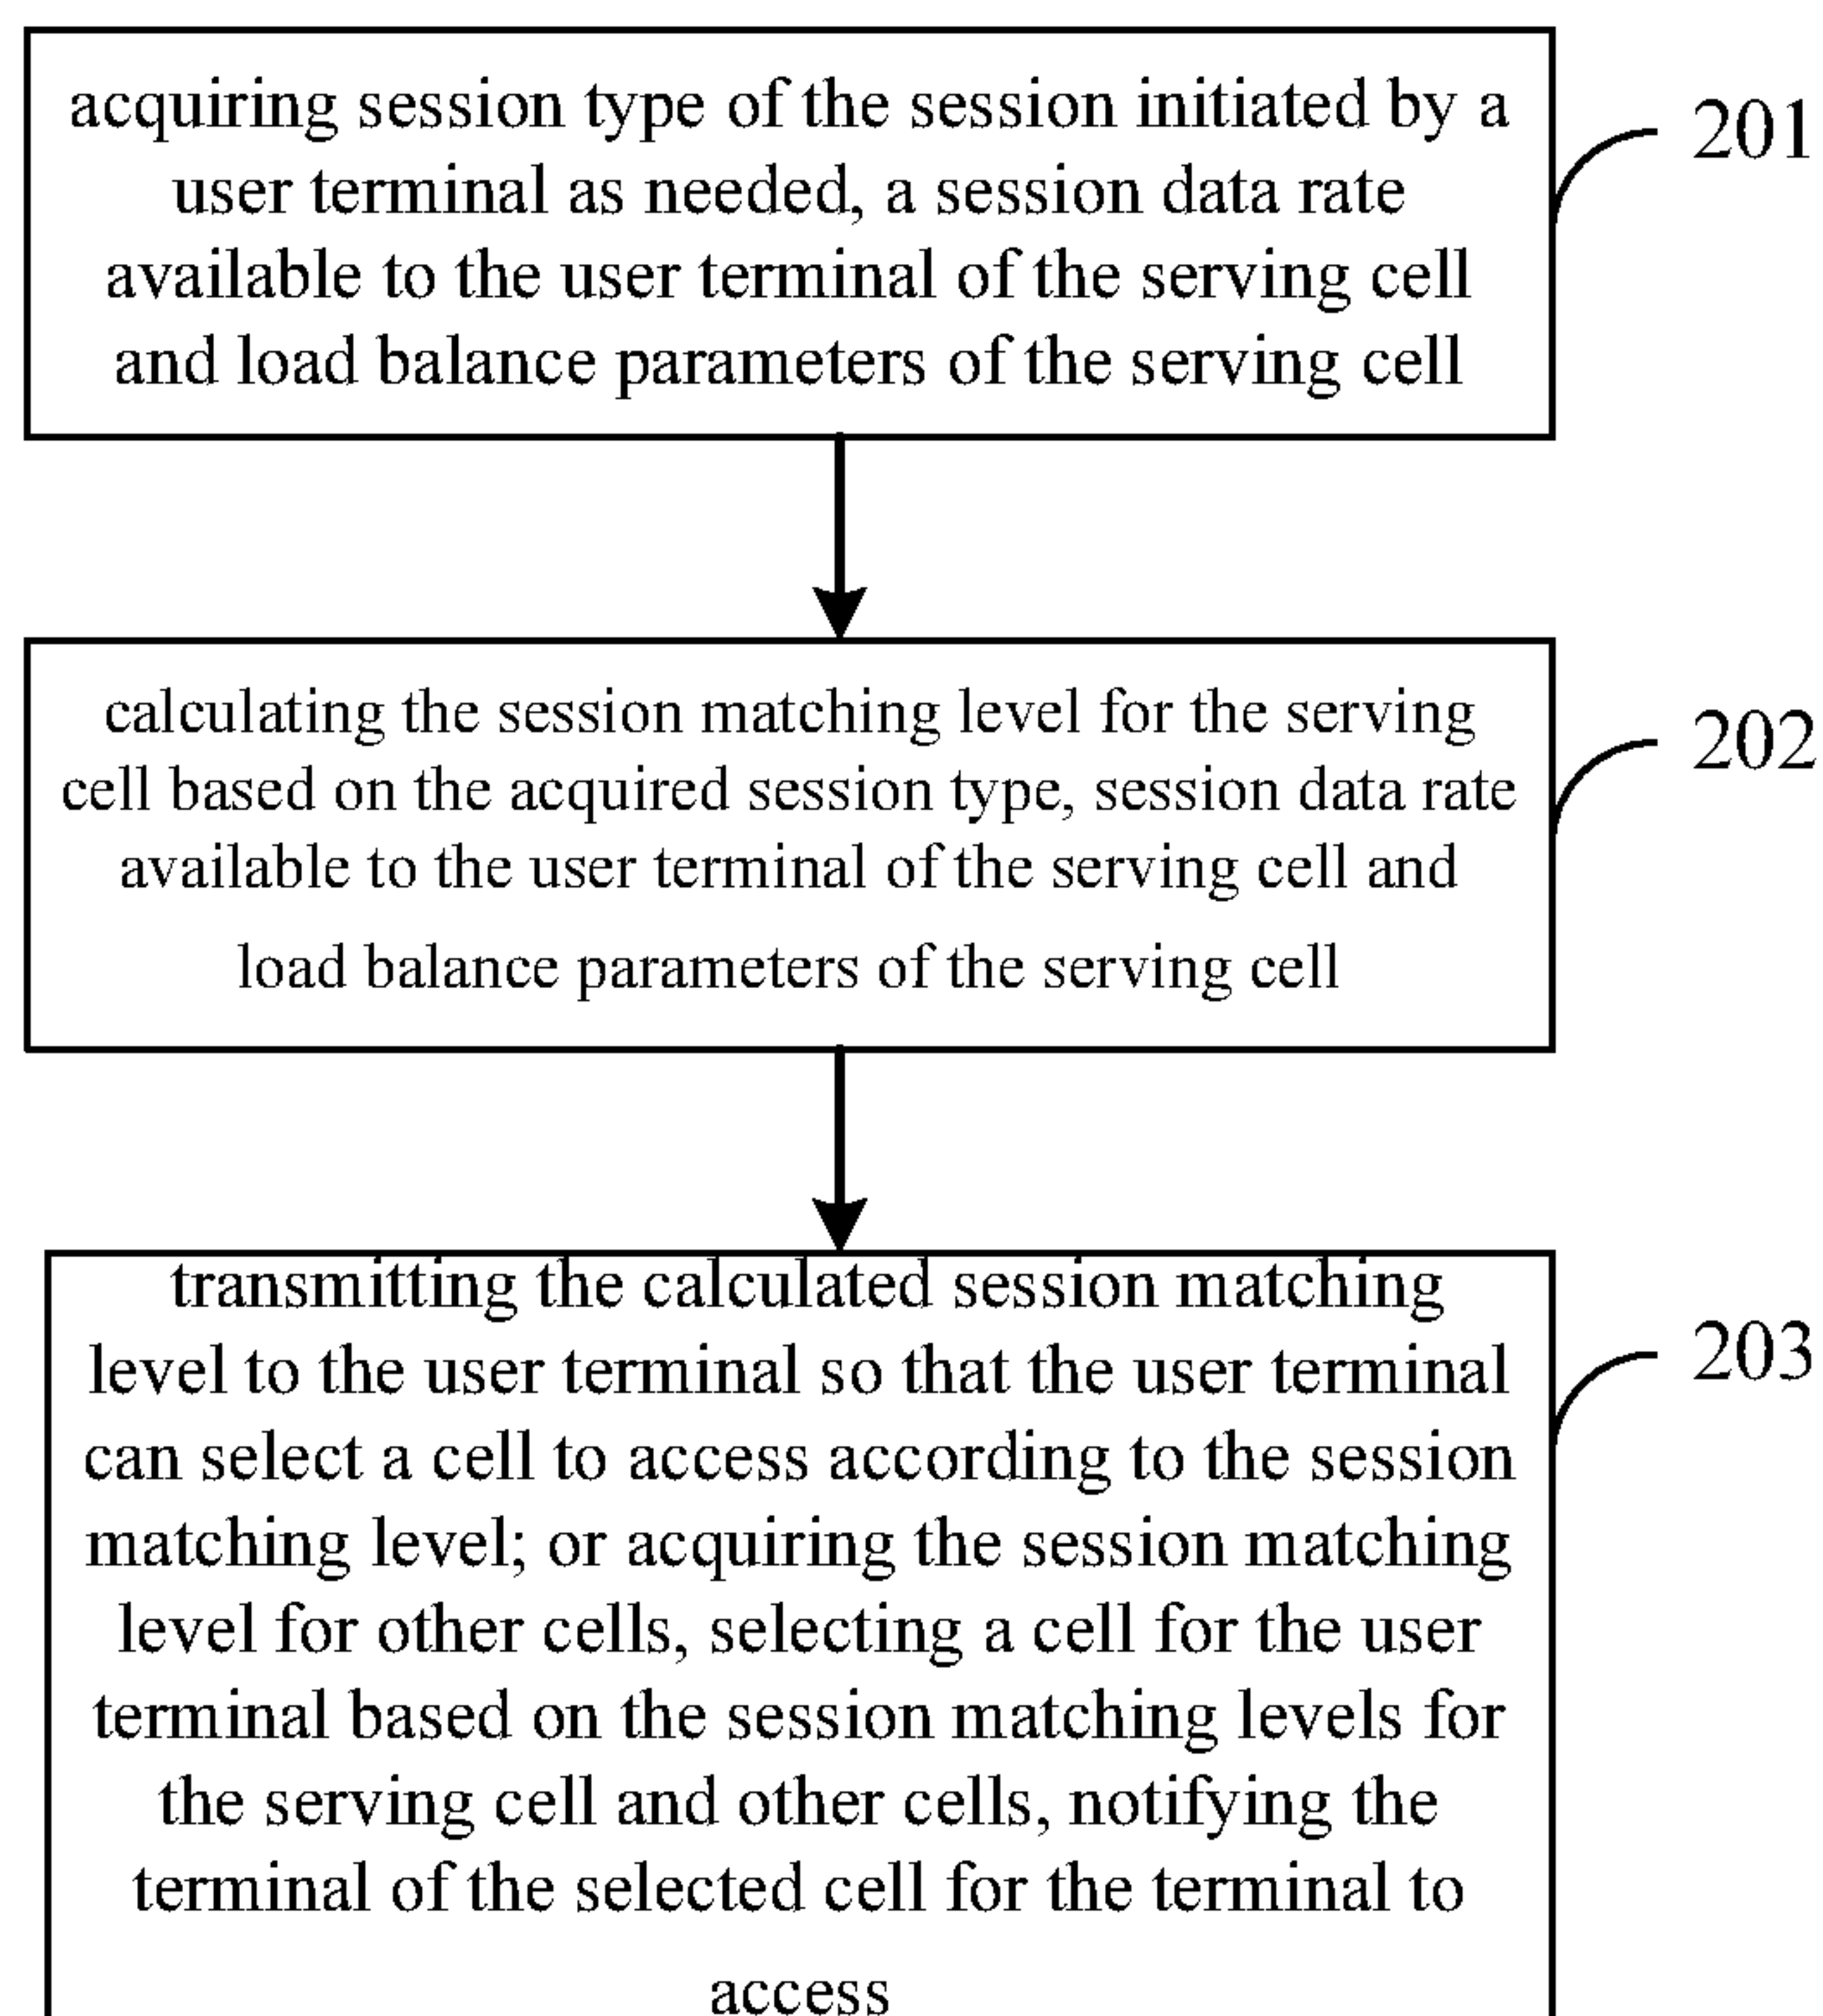 acquiring session type of the session initiated by a
user terminal as needed, a session data rate
available to the user terminal of the serving cell
and load balance parameters of the serving cell
201
calculating the session matching level for the serving
cell based on the acquired session type, session data rate
available to the user terminal of the serving cell and
load balance parameters of the serving cell
202
transmitting the calculated session matching
level to the user terminal so that the user terminal
can select a cell to access according to the session
matching level; or acquiring the session matching
level for other cells, selecting a cell for the user
terminal based on the session matching levels for
the serving cell and other cells, notifying the
terminal of the selected cell for the terminal to
access
203